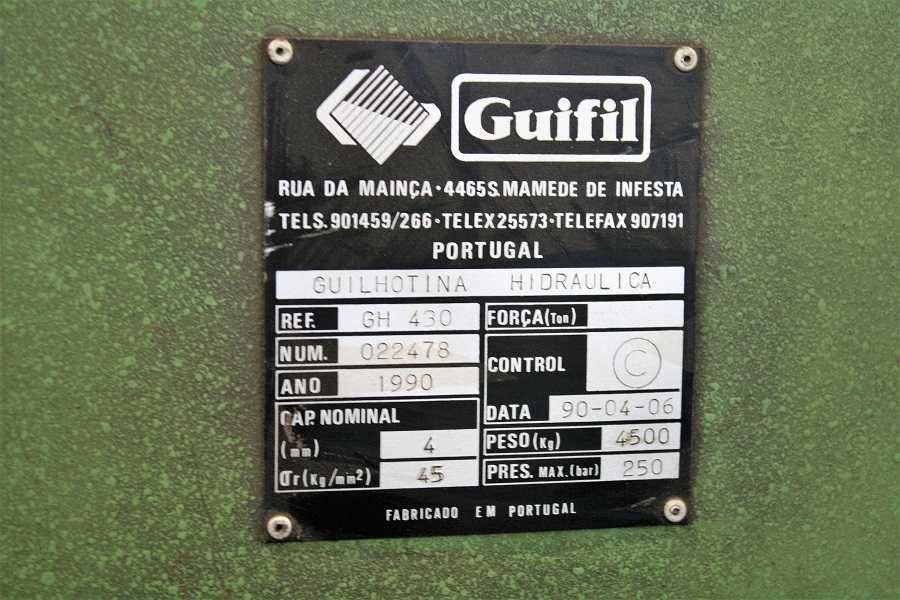 Guifil
RUA DA MAINÇA·4465 S. MAMEDE DE INFESTA
TELS. 901459/266·TELEX 25573·TELEFAX 907191
PORTUGAL
GUILHOTINA HIDRAULICA
REF. GH 430
NUM. 022478
ANO 1990
CAP. NOMINAL
(mm) 4
σr (Kg/mm²) 45
FORÇA (Ton)
CONTROL C
DATA 90-04-06
PESO (Kg) 4500
PRES. MAX. (bar) 250
FABRICADO EM PORTUGAL